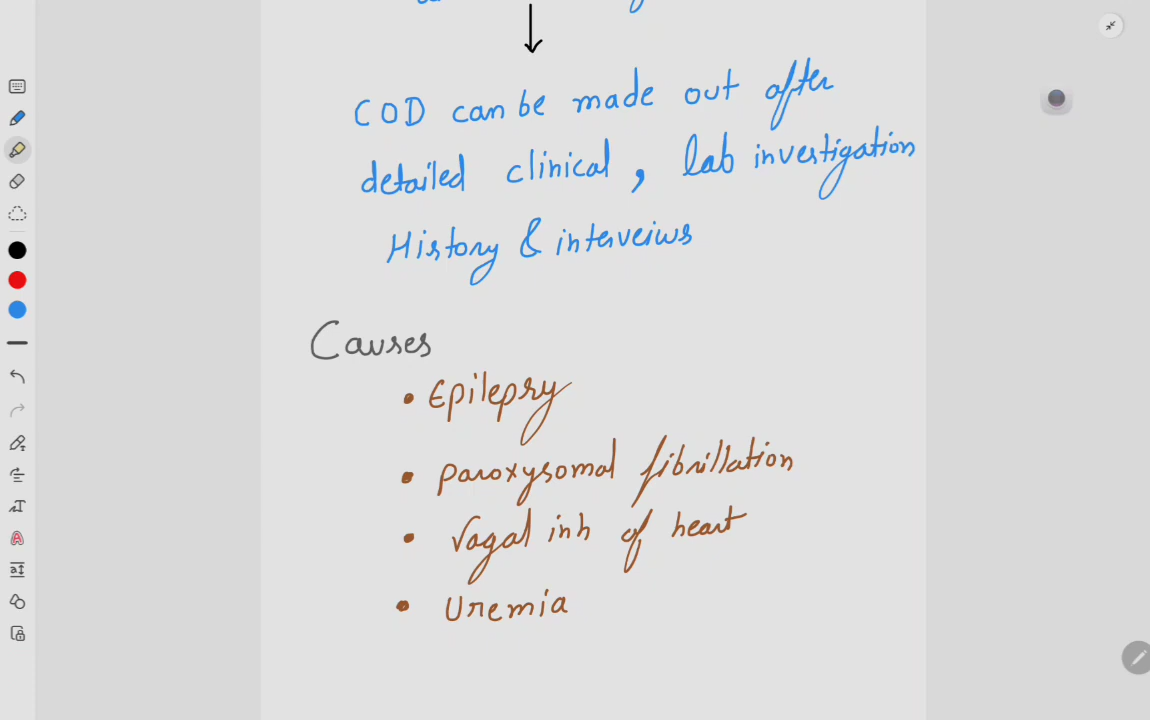 COD can be made out after
detailed clinical, lab investigation
History & interveiws
Causes
• Epilepsy
• Paroxysomal fibrillation
• Vagal inh of heart
• Uremia